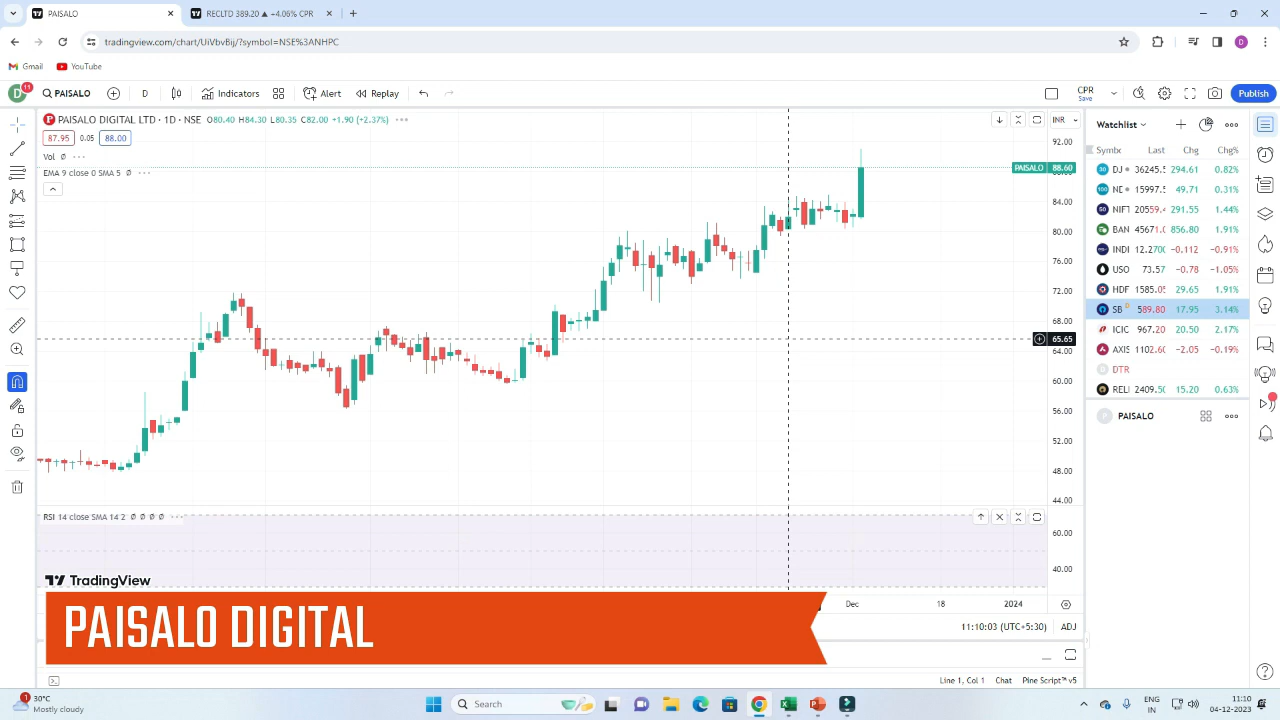 PAISALO
RECLTD 389.20 ▲ +4.06% CPR
tradingview.com/chart/UiVbvBij/?symbol=NSE%3ANHPC
D
Gmail
YouTube
D
11
PAISALO
D
Indicators
Alert
Replay
CPR
Save
Publish
PAISALO DIGITAL LTD · 1D · NSE O80.40 H84.30 L80.35 C82.00 +1.90 (+2.37%)
INR
87.95
0.05
88.00
Vol
EMA 9 close 0 SMA 5
92.00
PAISALO 88.60
84.00
80.00
76.00
72.00
68.00
65.65
64.00
60.00
56.00
52.00
48.00
44.00
RSI 14 close SMA 14 2
60.00
40.00
TradingView
Dec
18
2024
11:10:03 (UTC+5:30)
ADJ
PAISALO DIGITAL
Line 1, Col 1
Chat
Pine Script™ v5
Watchlist
Symbc
Last
Chg
Chg%
DJ 36245.5 294.61 0.82%
NE 15997.5 49.71 0.31%
NIFT 20559.4 291.55 1.44%
BAN 45671.0 856.80 1.91%
INDI 12.2700 -0.112 -0.91%
USO 73.57 -0.78 -1.05%
HDF 1585.05 29.65 1.91%
SB D 589.80 17.95 3.14%
ICIC 967.20 20.50 2.17%
AXIS 1102.60 -2.05 -0.19%
D DTR
RELI 2409.50 15.20 0.63%
P PAISALO
1
30°C
Mostly cloudy
Search
ENG
IN
11:10
04-12-2023